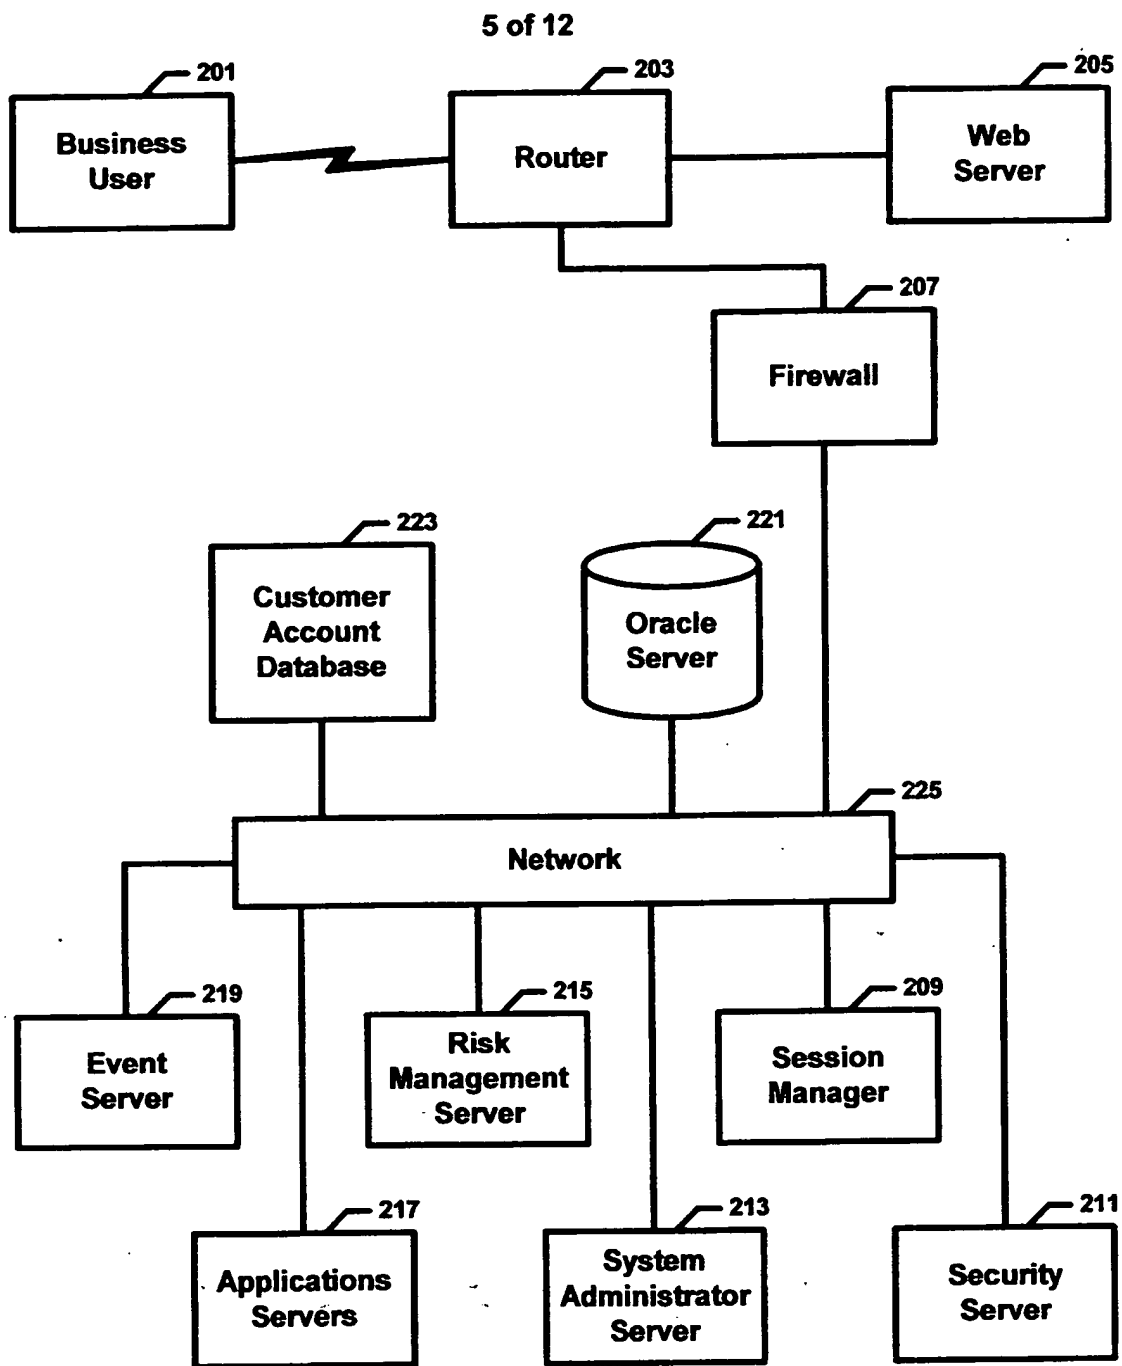 5 of 12
201
203
205
Business
User
Router
Web
Server
207
Firewall
223
221
Customer
Account
Database
Oracle
Server
225
Network
219
215
209
Event
Server
Risk
Management
Server
Session
Manager
217
213
211
Applications
Servers
System
Administrator
Server
Security
Server